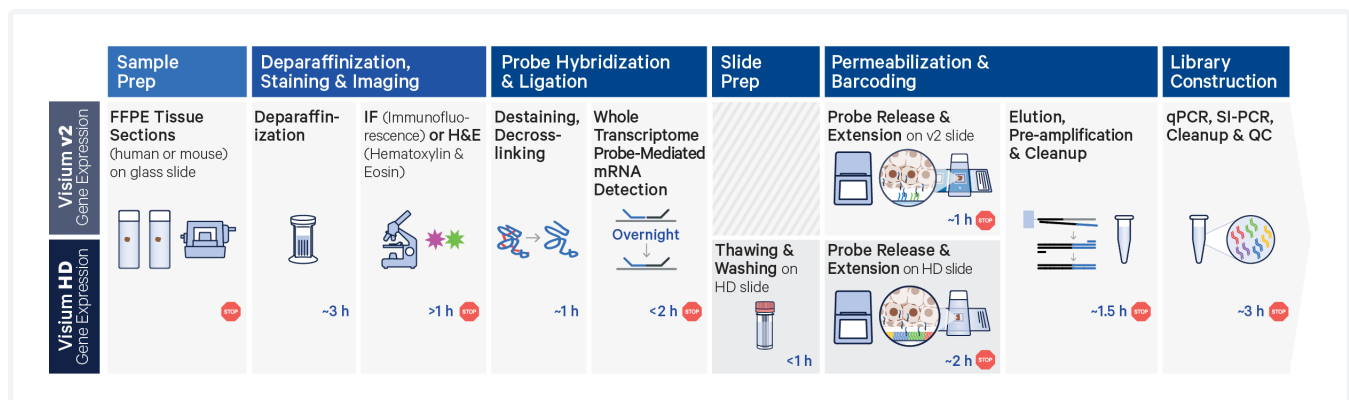 Sample
Prep
Deparaffinization,
Staining & Imaging
Probe Hybridization
& Ligation
Slide
Prep
Permeabilization &
Barcoding
Library
Construction
Visium v2
Gene Expression
Visium HD
Gene Expression
FFPE Tissue
Sections
(human or mouse)
on glass slide
STOP
Deparaffin-
ization
~3 h
IF (Immunofluo-
rescence) or H&E
(Hematoxylin &
Eosin)
>1 h STOP
Destaining,
Decross-
linking
~1 h
Whole
Transcriptome
Probe-Mediated
mRNA
Detection
Overnight
<2 h STOP
Thawing &
Washing on
HD slide
<1 h
Probe Release &
Extension on v2 slide
~1 h STOP
Probe Release &
Extension on HD slide
~2 h STOP
Elution,
Pre-amplification
& Cleanup
~1.5 h STOP
qPCR, SI-PCR,
Cleanup & QC
~3 h STOP